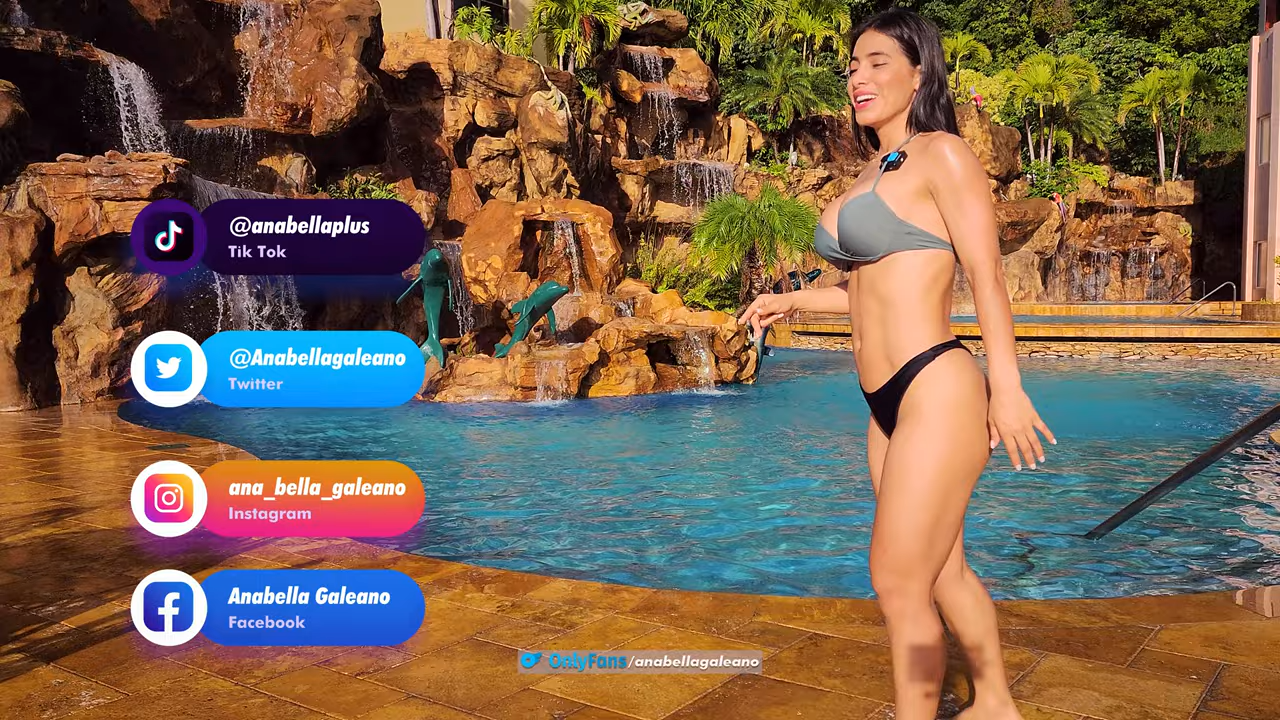 @anabellaplus
Tik Tok
@Anabellagaleano
Twitter
ana_bella_galeano
Instagram
Anabella Galeano
Facebook
OnlyFans/anabellagaleano